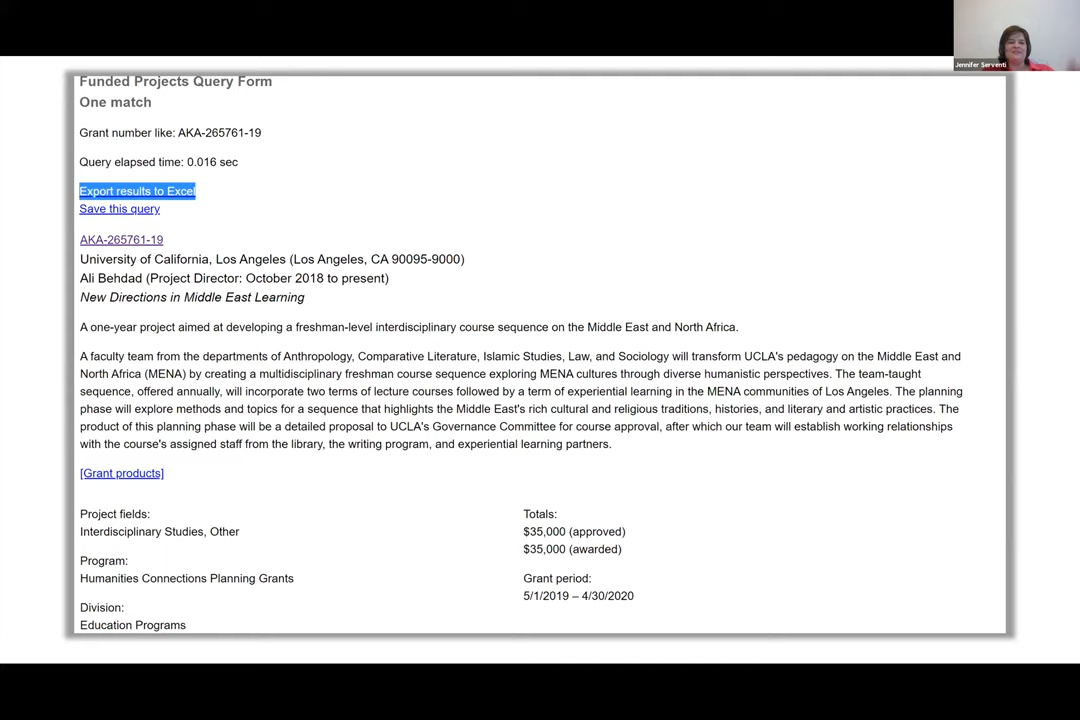 Jennifer Serventi
Funded Projects Query Form
One match
Grant number like: AKA-265761-19
Query elapsed time: 0.016 sec
Export results to Excel
Save this query
AKA-265761-19
University of California, Los Angeles (Los Angeles, CA 90095-9000)
Ali Behdad (Project Director: October 2018 to present)
New Directions in Middle East Learning
A one-year project aimed at developing a freshman-level interdisciplinary course sequence on the Middle East and North Africa.
A faculty team from the departments of Anthropology, Comparative Literature, Islamic Studies, Law, and Sociology will transform UCLA's pedagogy on the Middle East and
North Africa (MENA) by creating a multidisciplinary freshman course sequence exploring MENA cultures through diverse humanistic perspectives. The team-taught
sequence, offered annually, will incorporate two terms of lecture courses followed by a term of experiential learning in the MENA communities of Los Angeles. The planning
phase will explore methods and topics for a sequence that highlights the Middle East's rich cultural and religious traditions, histories, and literary and artistic practices. The
product of this planning phase will be a detailed proposal to UCLA's Governance Committee for course approval, after which our team will establish working relationships
with the course's assigned staff from the library, the writing program, and experiential learning partners.
[Grant products]
Project fields:
Interdisciplinary Studies, Other
Program:
Humanities Connections Planning Grants
Division:
Education Programs
Totals:
$35,000 (approved)
$35,000 (awarded)
Grant period:
5/1/2019 – 4/30/2020